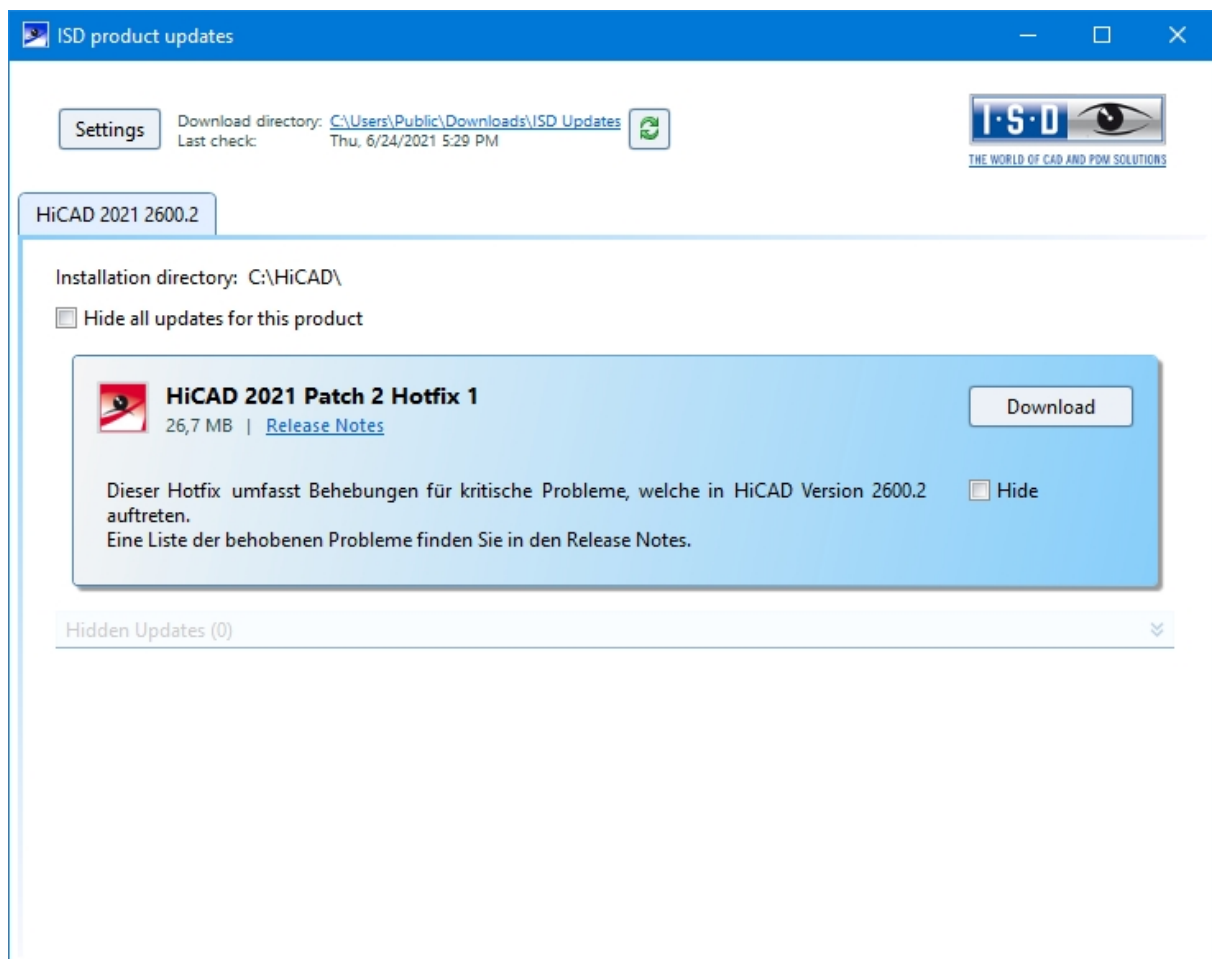 ISD product updates
Settings
Download directory: C:\Users\Public\Downloads\ISD Updates
Last check: Thu, 6/24/2021 5:29 PM
I·S·D
THE WORLD OF CAD AND PDM SOLUTIONS
HiCAD 2021 2600.2
Installation directory: C:\HiCAD\
Hide all updates for this product
HiCAD 2021 Patch 2 Hotfix 1
26,7 MB | Release Notes
Download
Dieser Hotfix umfasst Behebungen für kritische Probleme, welche in HiCAD Version 2600.2
auftreten.
Eine Liste der behobenen Probleme finden Sie in den Release Notes.
Hide
Hidden Updates (0)